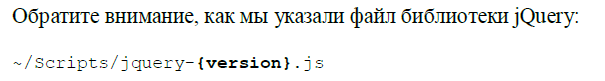 Обратите внимание, как мы указали файл библиотеки jQuery:
~/Scripts/jquery-{version}.js